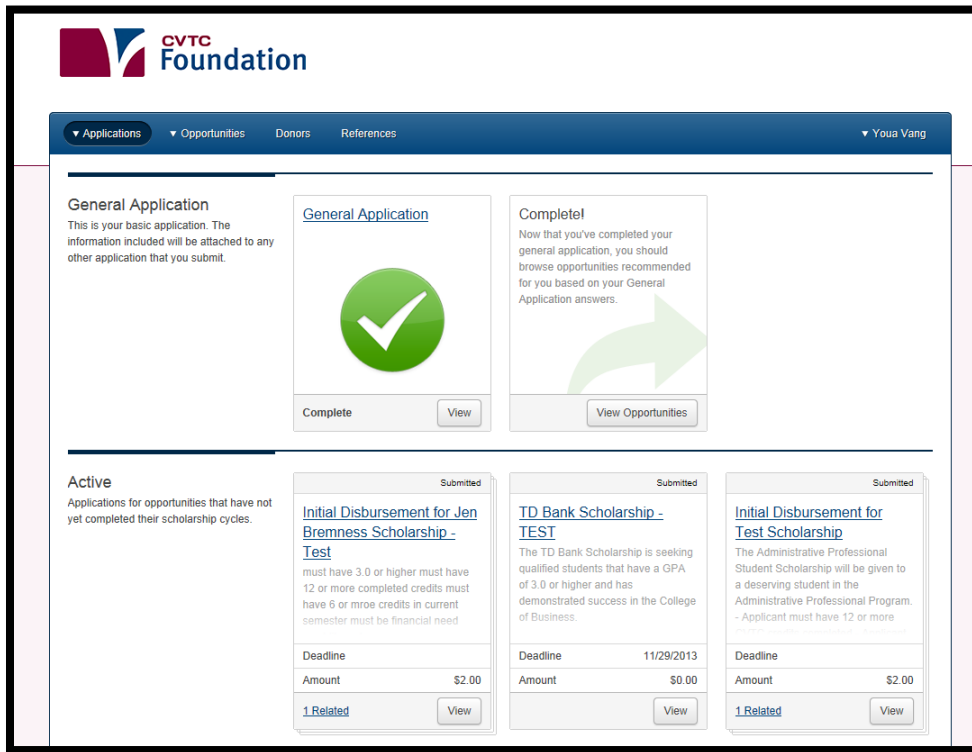 CVTC
Foundation
▼ Applications
▼ Opportunities
Donors
References
▼ Youa Vang
General Application
This is your basic application. The
information included will be attached to any
other application that you submit.
General Application
Complete
View
Complete!
Now that you've completed your
general application, you should
browse opportunities recommended
for you based on your General
Application answers.
View Opportunities
Active
Applications for opportunities that have not
yet completed their scholarship cycles.
Submitted
Initial Disbursement for Jen
Bremness Scholarship -
Test
must have 3.0 or higher must have
12 or more completed credits must
have 6 or mroe credits in current
semester must be financial need
Deadline
Amount $2.00
1 Related
View
Submitted
TD Bank Scholarship -
TEST
The TD Bank Scholarship is seeking
qualified students that have a GPA
of 3.0 or higher and has
demonstrated success in the College
of Business.
Deadline 11/29/2013
Amount $0.00
View
Submitted
Initial Disbursement for
Test Scholarship
The Administrative Professional
Student Scholarship will be given to
a deserving student in the
Administrative Professional Program.
- Applicant must have 12 or more
Deadline
Amount $2.00
1 Related
View